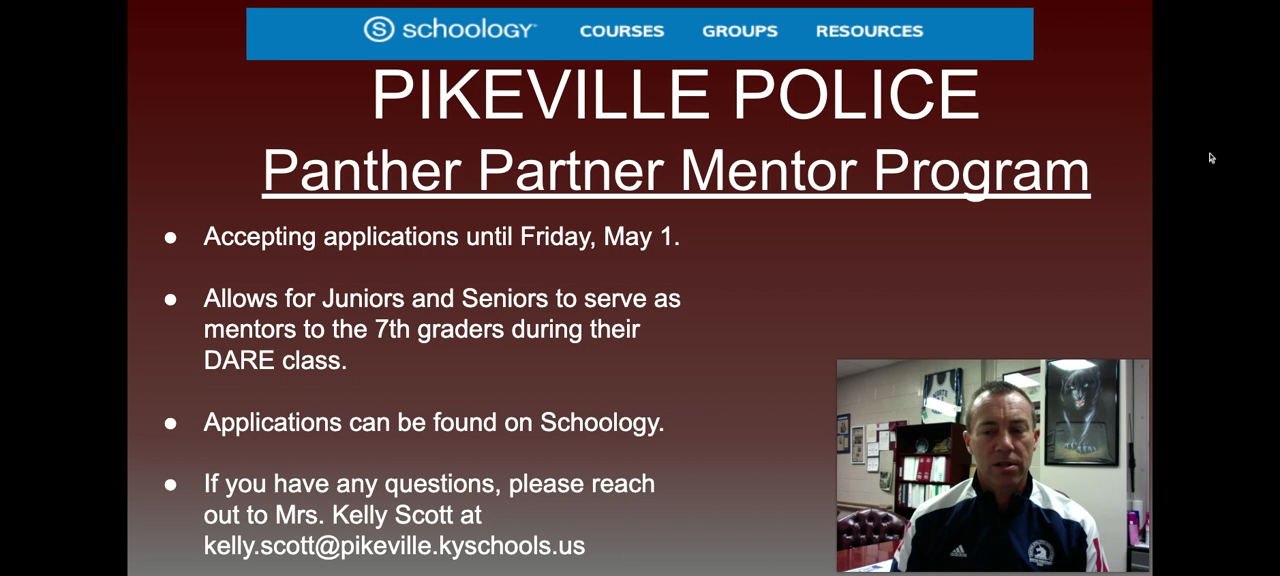 schoology COURSES GROUPS RESOURCES
PIKEVILLE POLICE
Panther Partner Mentor Program
● Accepting applications until Friday, May 1.
● Allows for Juniors and Seniors to serve as
mentors to the 7th graders during their
DARE class.
● Applications can be found on Schoology.
● If you have any questions, please reach
out to Mrs. Kelly Scott at
kelly.scott@pikeville.kyschools.us